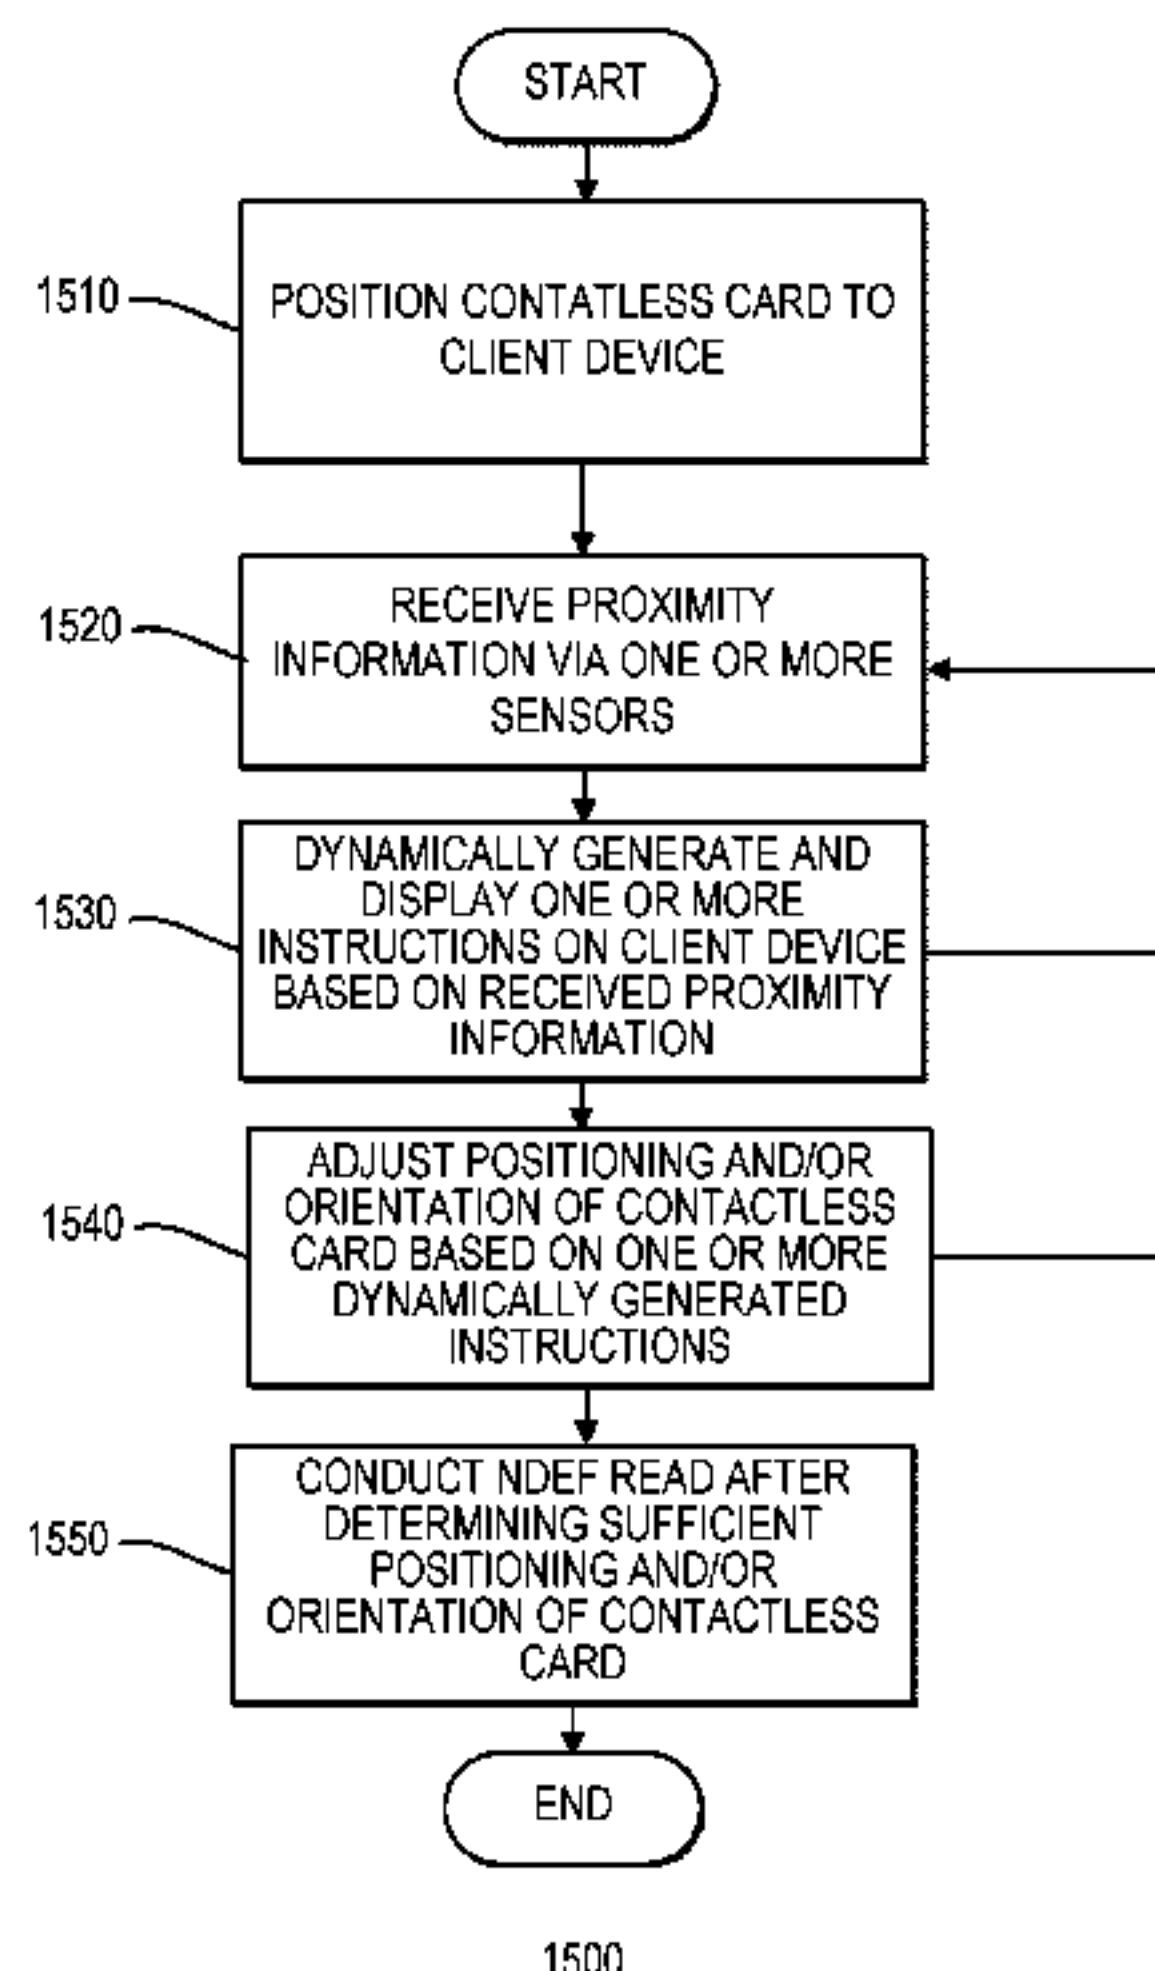 START
1510
POSITION CONTATLESS CARD TO
CLIENT DEVICE
1520
RECEIVE PROXIMITY
INFORMATION VIA ONE OR MORE
SENSORS
1530
DYNAMICALLY GENERATE AND
DISPLAY ONE OR MORE
INSTRUCTIONS ON CLIENT DEVICE
BASED ON RECEIVED PROXIMITY
INFORMATION
1540
ADJUST POSITIONING AND/OR
ORIENTATION OF CONTACTLESS
CARD BASED ON ONE OR MORE
DYNAMICALLY GENERATED
INSTRUCTIONS
1550
CONDUCT NDEF READ AFTER
DETERMINING SUFFICIENT
POSITIONING AND/OR
ORIENTATION OF CONTACTLESS
CARD
END
1500